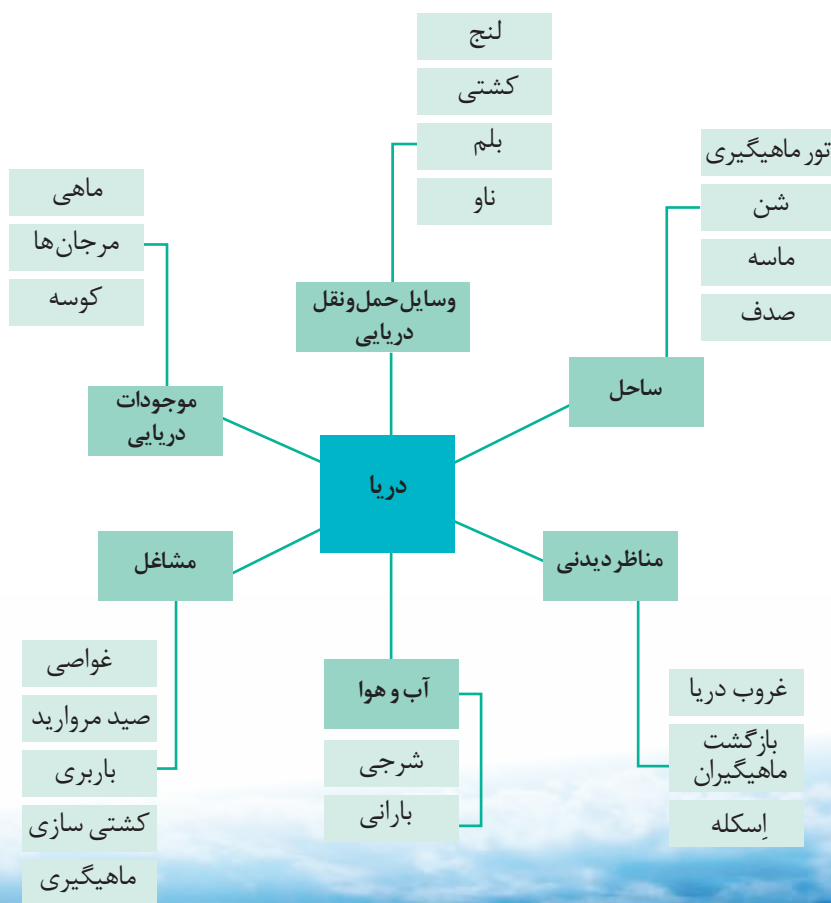 لنج
کشتی
بلم
ناو
تور ماهیگیری
شن
ماسه
صدف
ماهی
مرجان‌ها
کوسه
وسایل حمل‌ونقل
دریایی
ساحل
موجودات
دریایی
دریا
مشاغل
مناظر دیدنی
آب و هوا
شرجی
بارانی
غروب دریا
بازگشت
ماهیگیران
اِسکله
غواصی
صید مروارید
باربری
کشتی سازی
ماهیگیری